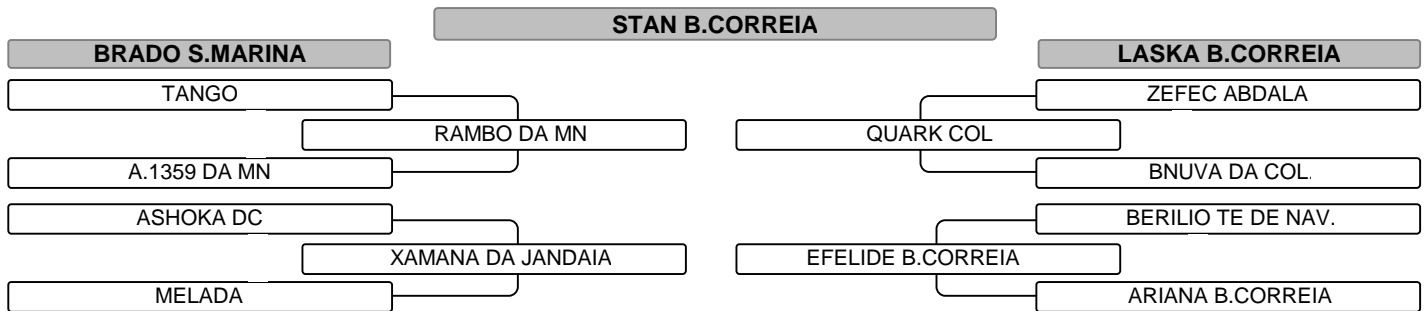 STAN B.CORREIA
BRADO S.MARINA
LASKA B.CORREIA
TANGO
ZEFEC ABDALA
RAMBO DA MN
QUARK COL
A.1359 DA MN
BNUVA DA COL.
ASHOKA DC
BERILIO TE DE NAV.
XAMANA DA JANDAIA
EFELIDE B.CORREIA
MELADA
ARIANA B.CORREIA